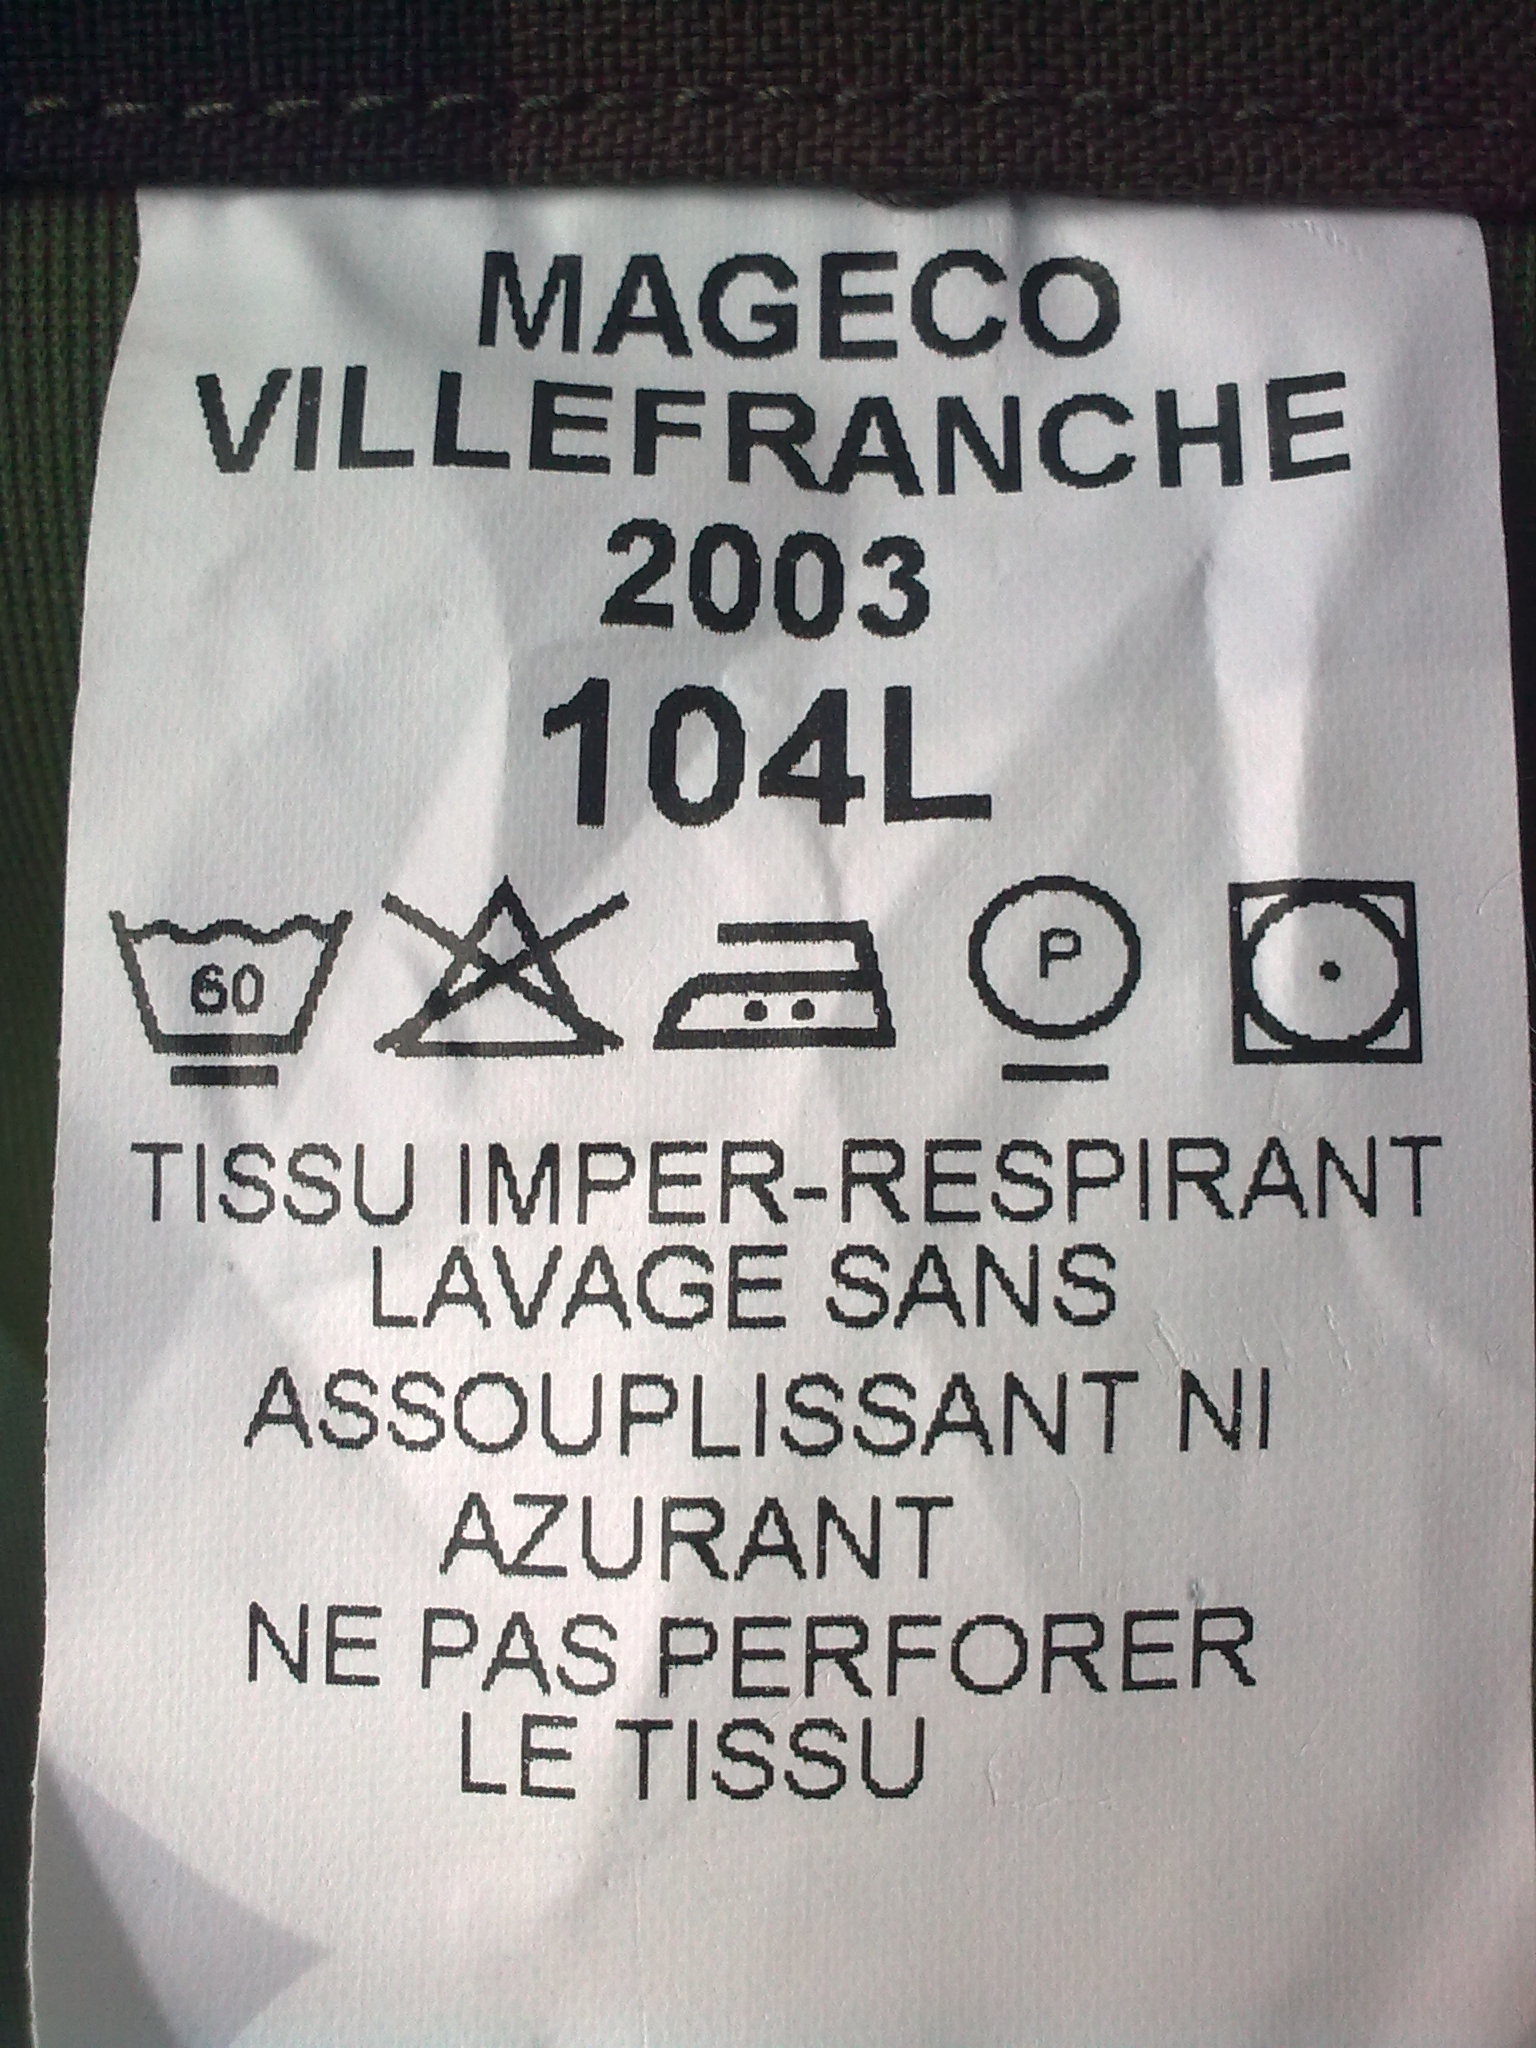 MAGECO
VILLEFRANCHE
2003
104L
60 P
TISSU IMPER-RESPIRANT
LAVAGE SANS
ASSOUPLISSANT NI
AZURANT
NE PAS PERFORER
LE TISSU